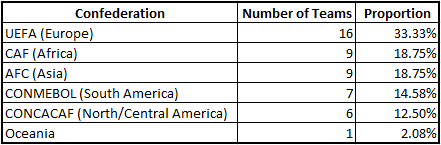 Confederation Number of Teams Proportion
UEFA (Europe) 16 33.33%
CAF (Africa) 9 18.75%
AFC (Asia) 9 18.75%
CONMEBOL (South America) 7 14.58%
CONCACAF (North/Central America) 6 12.50%
Oceania 1 2.08%